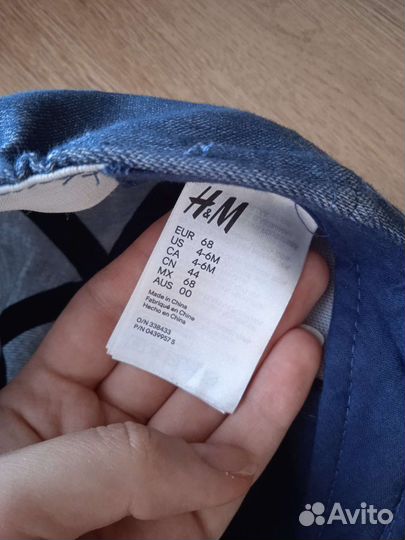 H&M
EUR 68
US 4-6M
CA 4-6M
CN 44
MX 68
AUS 00
Made in China
Fabriqué en Chine
Hecho en China
O/N 338433
P/N 0439957 S
Avito